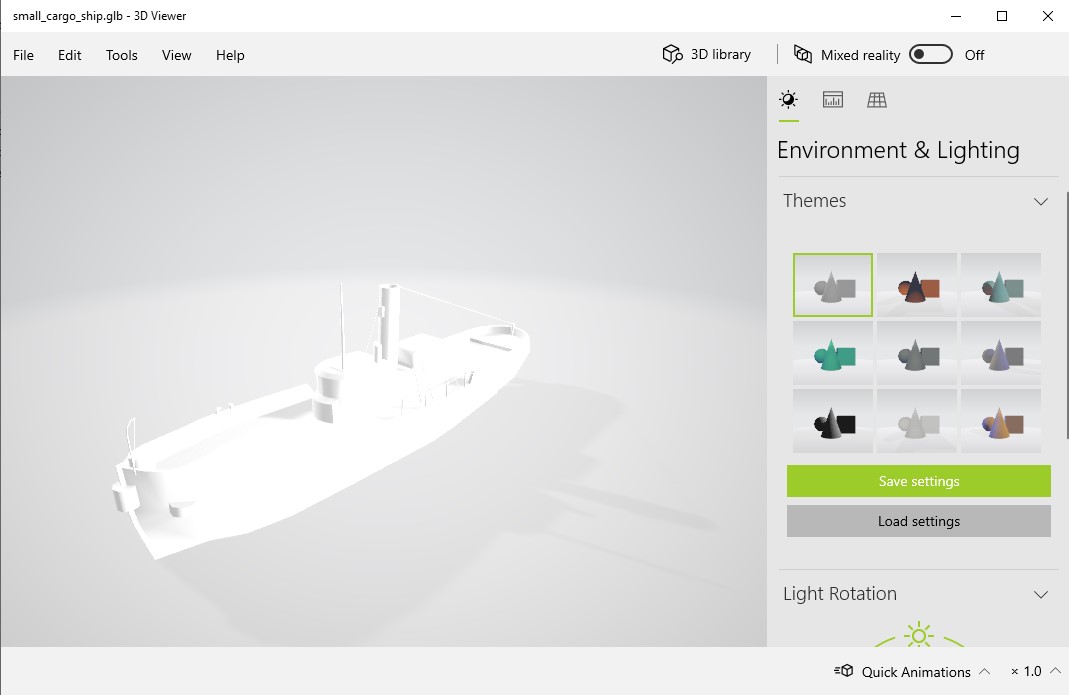 small_cargo_ship.glb - 3D Viewer
File Edit Tools View Help 3D library Mixed reality Off
Environment & Lighting
Themes
Save settings
Load settings
Light Rotation
Quick Animations × 1.0